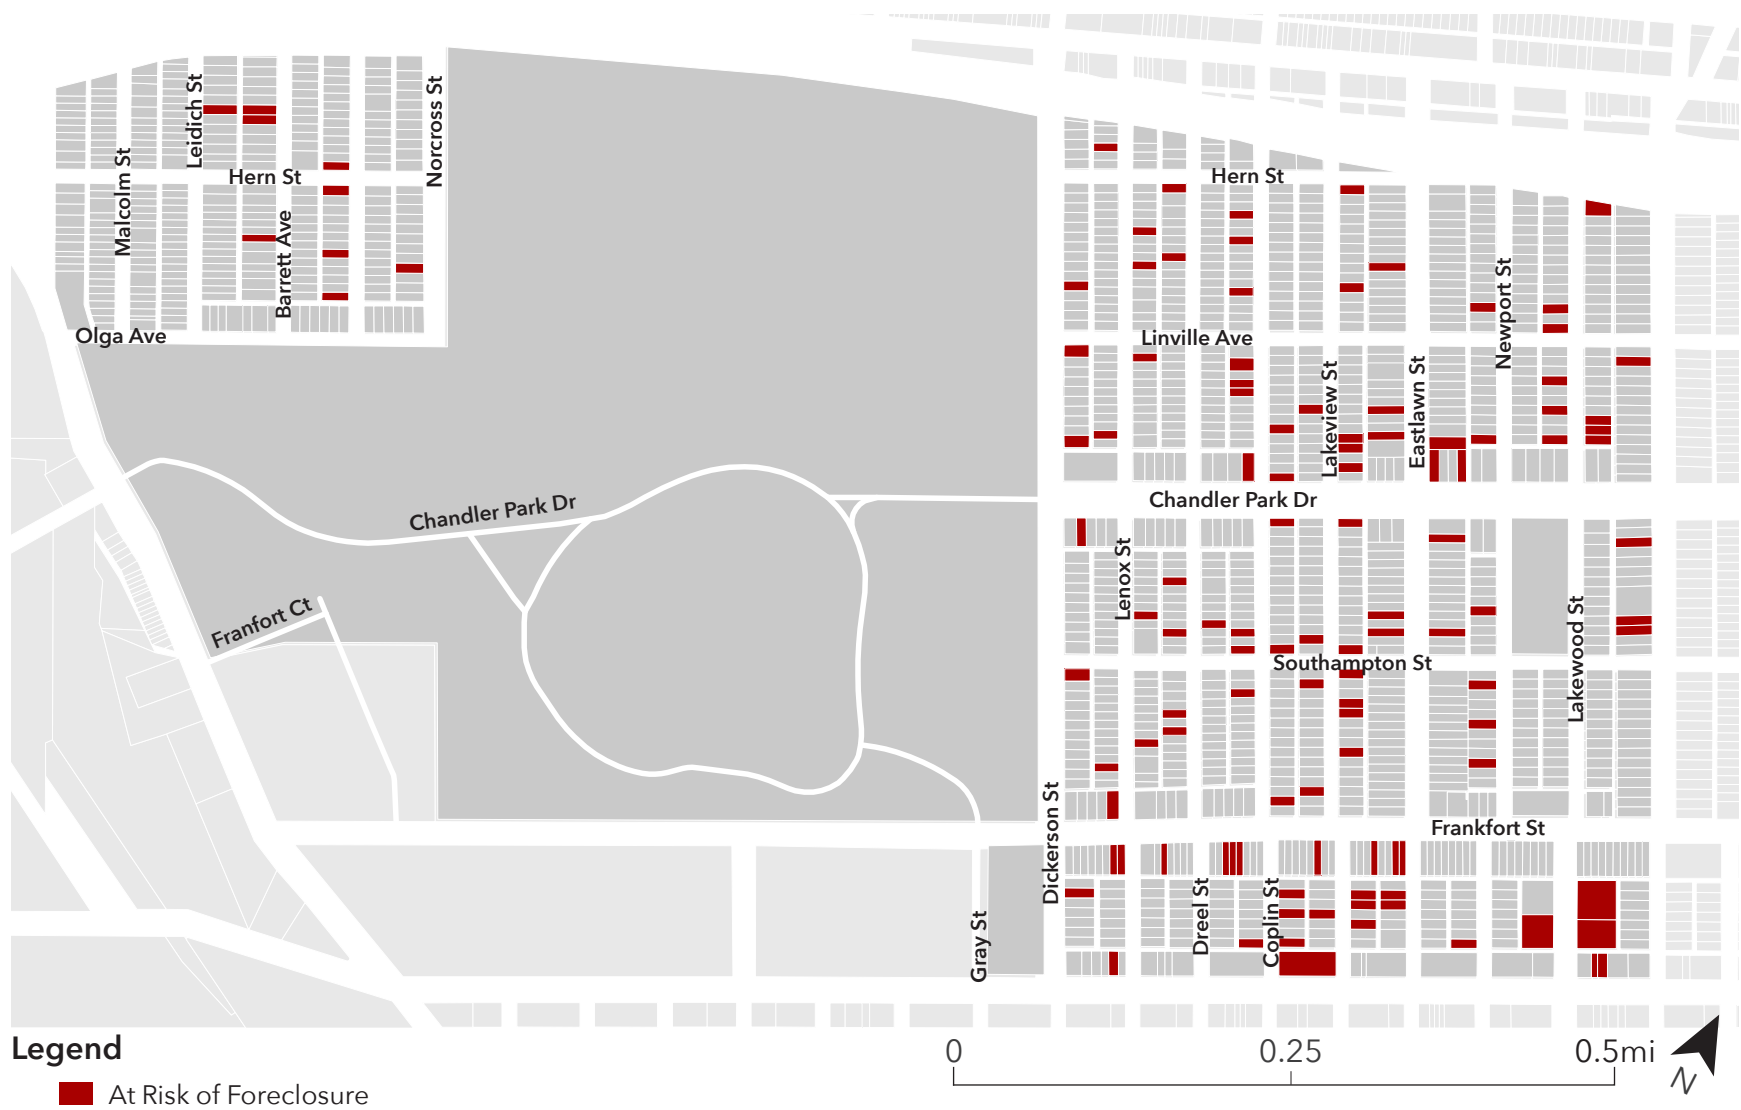 Leidich St
Norcross St
Malcolm St
Hern St
Barrett Ave
Olga Ave
Hern St
Linville Ave
Newport St
Lakeview St
Eastlawn St
Chandler Park Dr
Chandler Park Dr
Lenox St
Franfort Ct
Southampton St
Lakewood St
Dickerson St
Frankfort St
Gray St
Dreel St
Coplin St
Legend
At Risk of Foreclosure
0 0.25 0.5mi
N